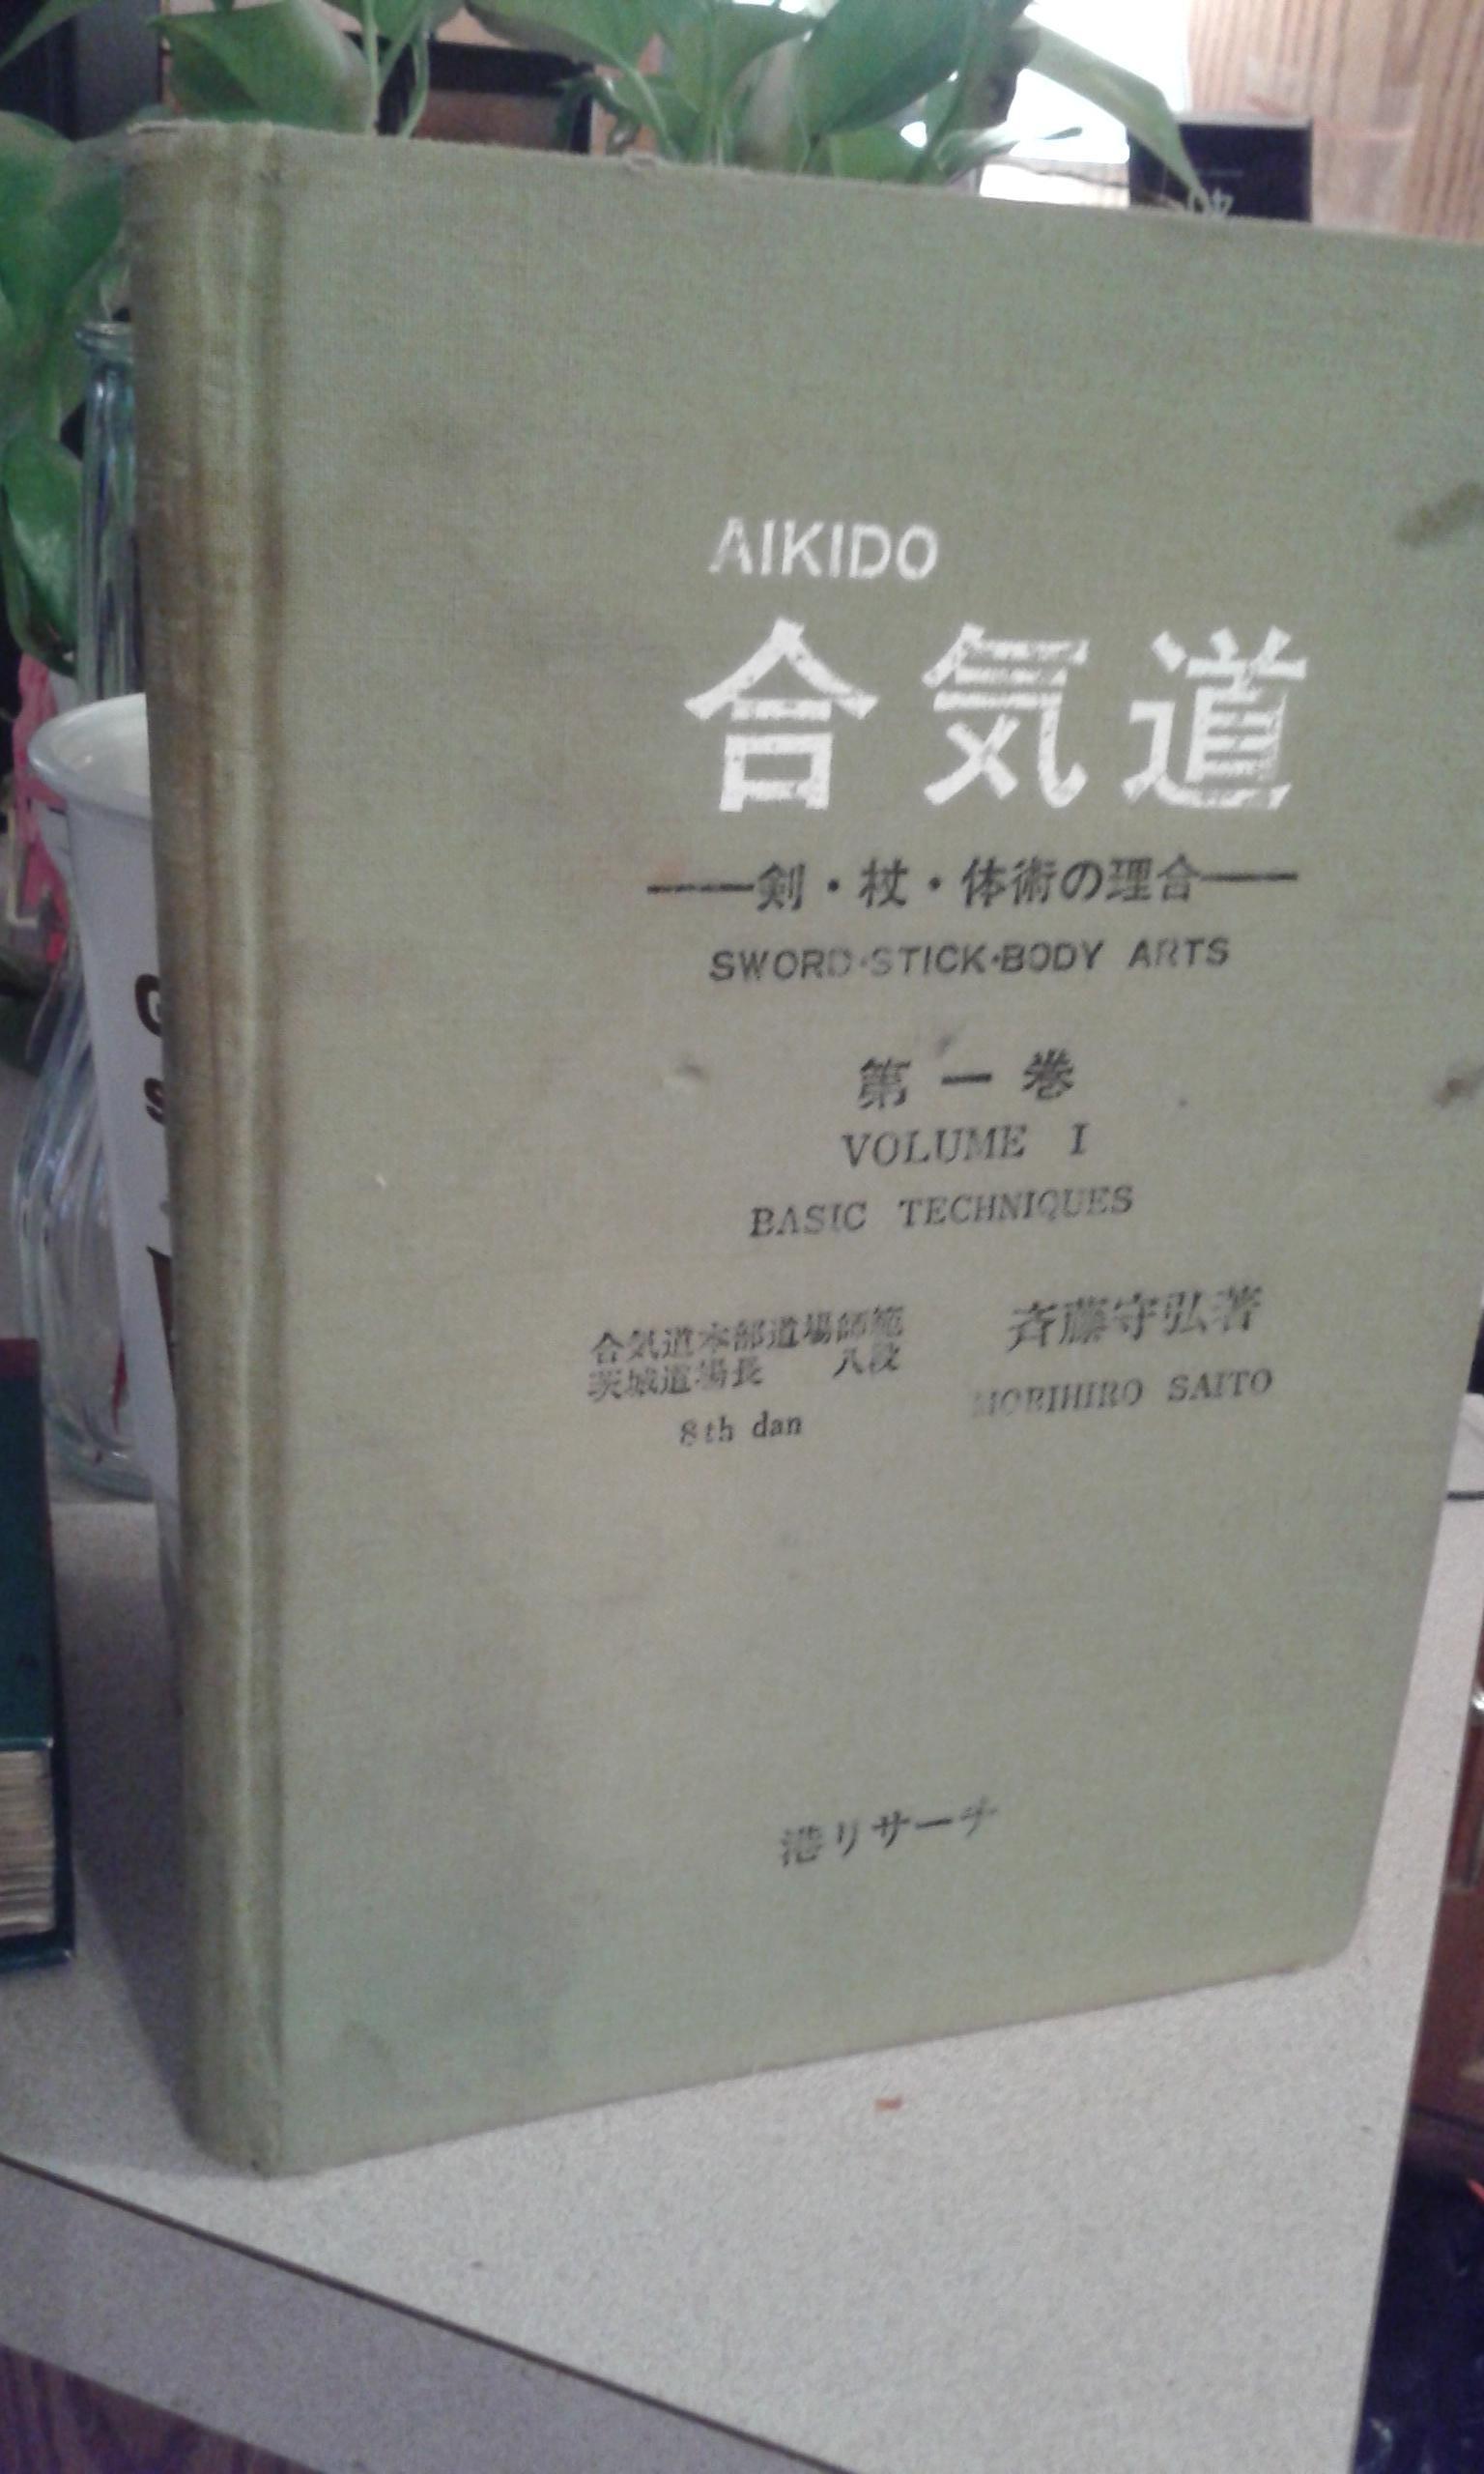 AIKIDO
合気道
——剣・杖・体術の理合——
SWORD・STICK・BODY ARTS
第一巻
VOLUME I
BASIC TECHNIQUES
合気道本部道場師範
茨城道場長 八段
8th dan
斉藤守弘著
MORIHIRO SAITO
港リサーチ